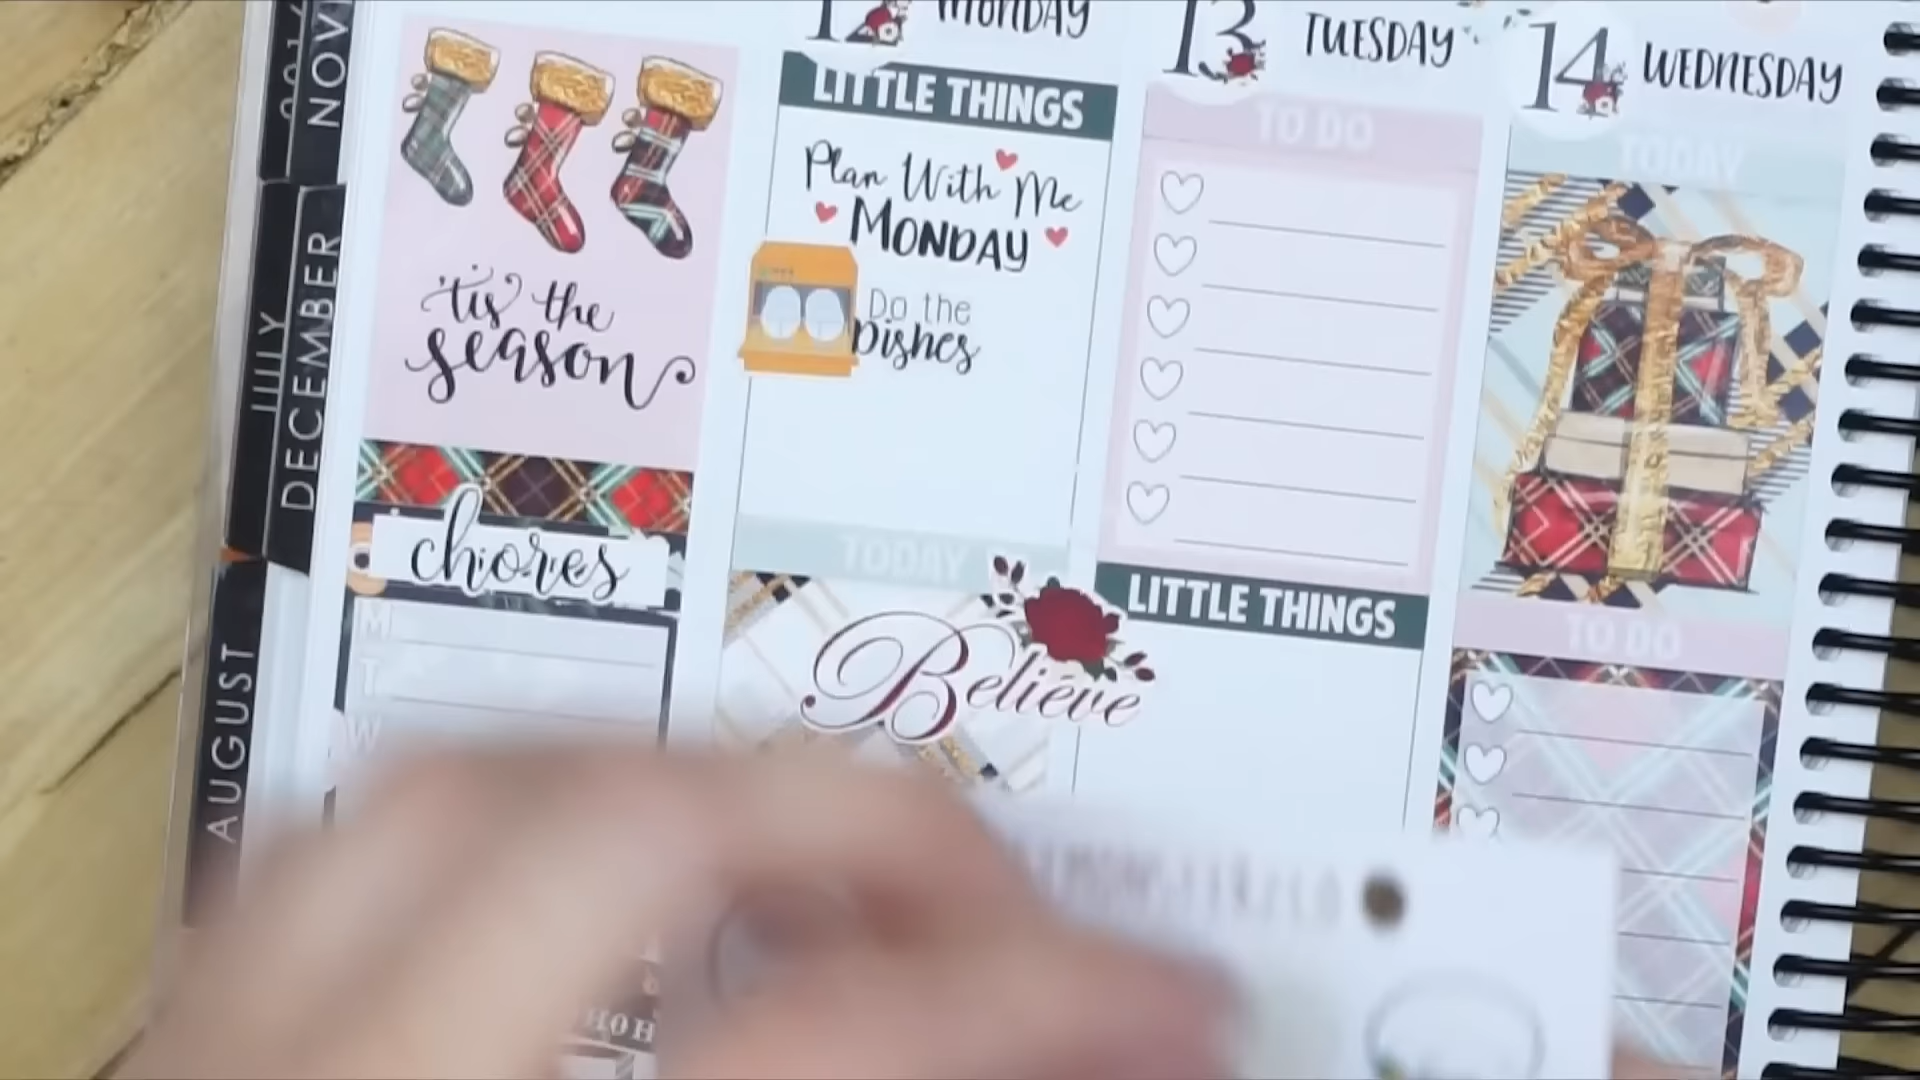 NOV
JULY
DECEMBER
AUGUST
'tis the
season
chores
M
T
W
12 MONDAY
LITTLE THINGS
Plan With Me
MONDAY
Do the
Dishes
TODAY
Believe
13 TUESDAY
TO DO
LITTLE THINGS
14 WEDNESDAY
TODAY
TO DO